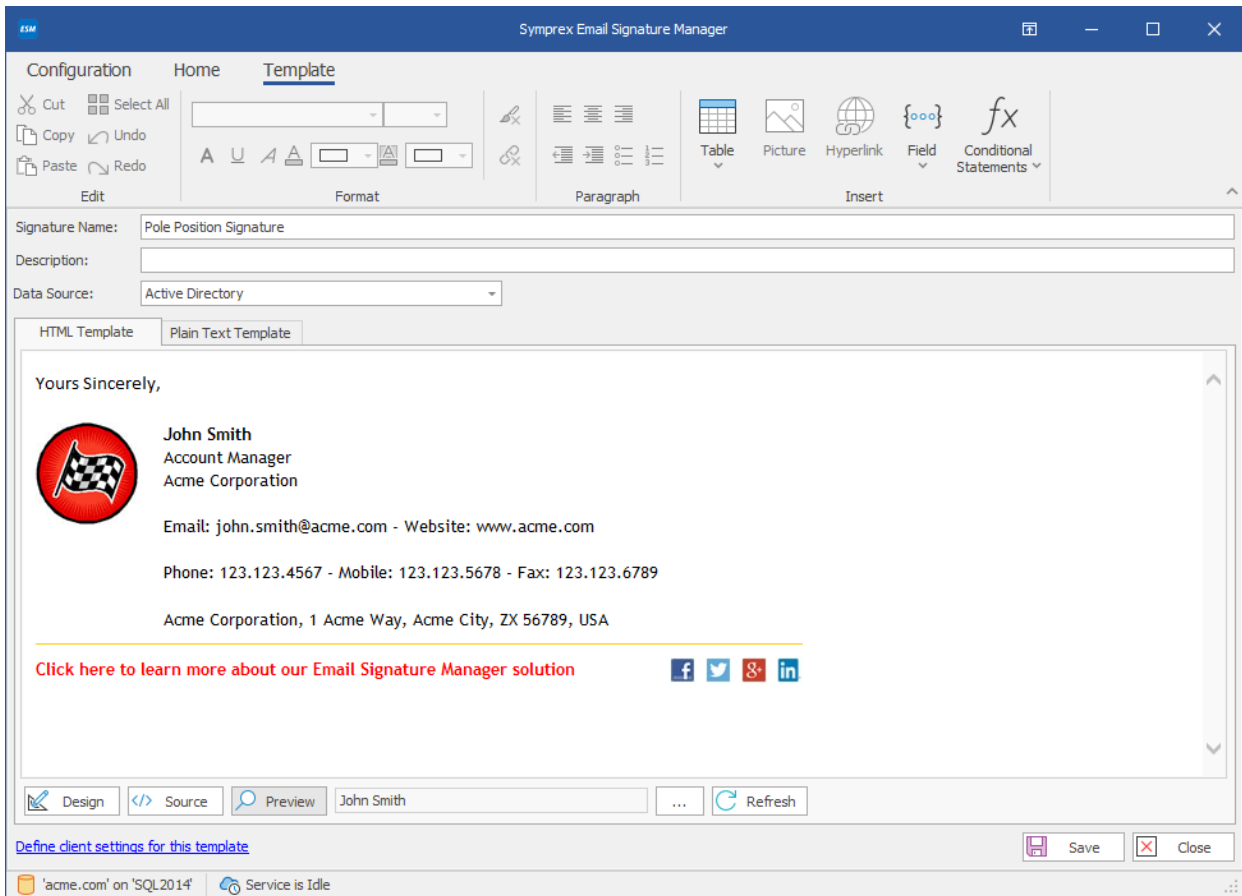 ESM Symprex Email Signature Manager
Configuration Home Template
Cut Select All
Copy Undo
Paste Redo
A U A A A
Table Picture Hyperlink {ooo} Field fx Conditional Statements
Edit Format Paragraph Insert
Signature Name: Pole Position Signature
Description:
Data Source: Active Directory
HTML Template Plain Text Template
Yours Sincerely,
John Smith
Account Manager
Acme Corporation
Email: john.smith@acme.com - Website: www.acme.com
Phone: 123.123.4567 - Mobile: 123.123.5678 - Fax: 123.123.6789
Acme Corporation, 1 Acme Way, Acme City, ZX 56789, USA
Click here to learn more about our Email Signature Manager solution f g+ in
Design </> Source Preview John Smith ... Refresh
Define client settings for this template Save Close
'acme.com' on 'SQL2014' Service is Idle